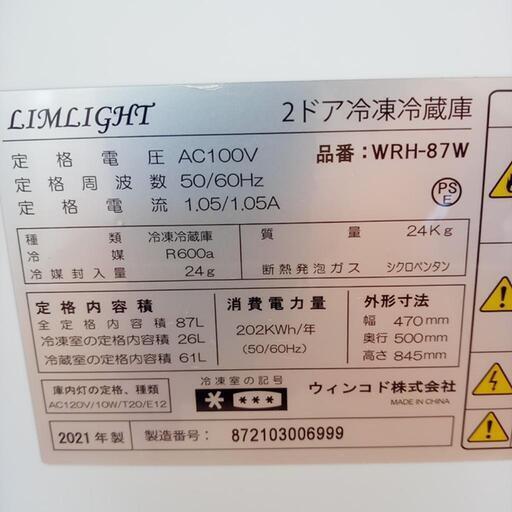 LIMLIGHT 2ドア冷凍冷蔵庫
定格電圧 AC100V 品番：WRH-87W
定格周波数 50/60Hz
定格電流 1.05/1.05A
PS
E
種類 冷凍冷蔵庫 質量 24Kg
冷媒 R600a
冷媒封入量 24g 断熱発泡ガス シクロペンタン
定格内容積
全定格内容積 87L
冷凍室の容積 26L
冷蔵室の容積 61L
消費電力量
202KWh/年
(50/60Hz)
外形寸法
幅 470mm
奥行 500mm
高さ 845mm
庫内灯の定格、種類
AC120V/10W/T20/E12
冷凍室の記号
ウィンコド株式会社
MADE IN CHINA
2021年製 製造番号： 872103006999